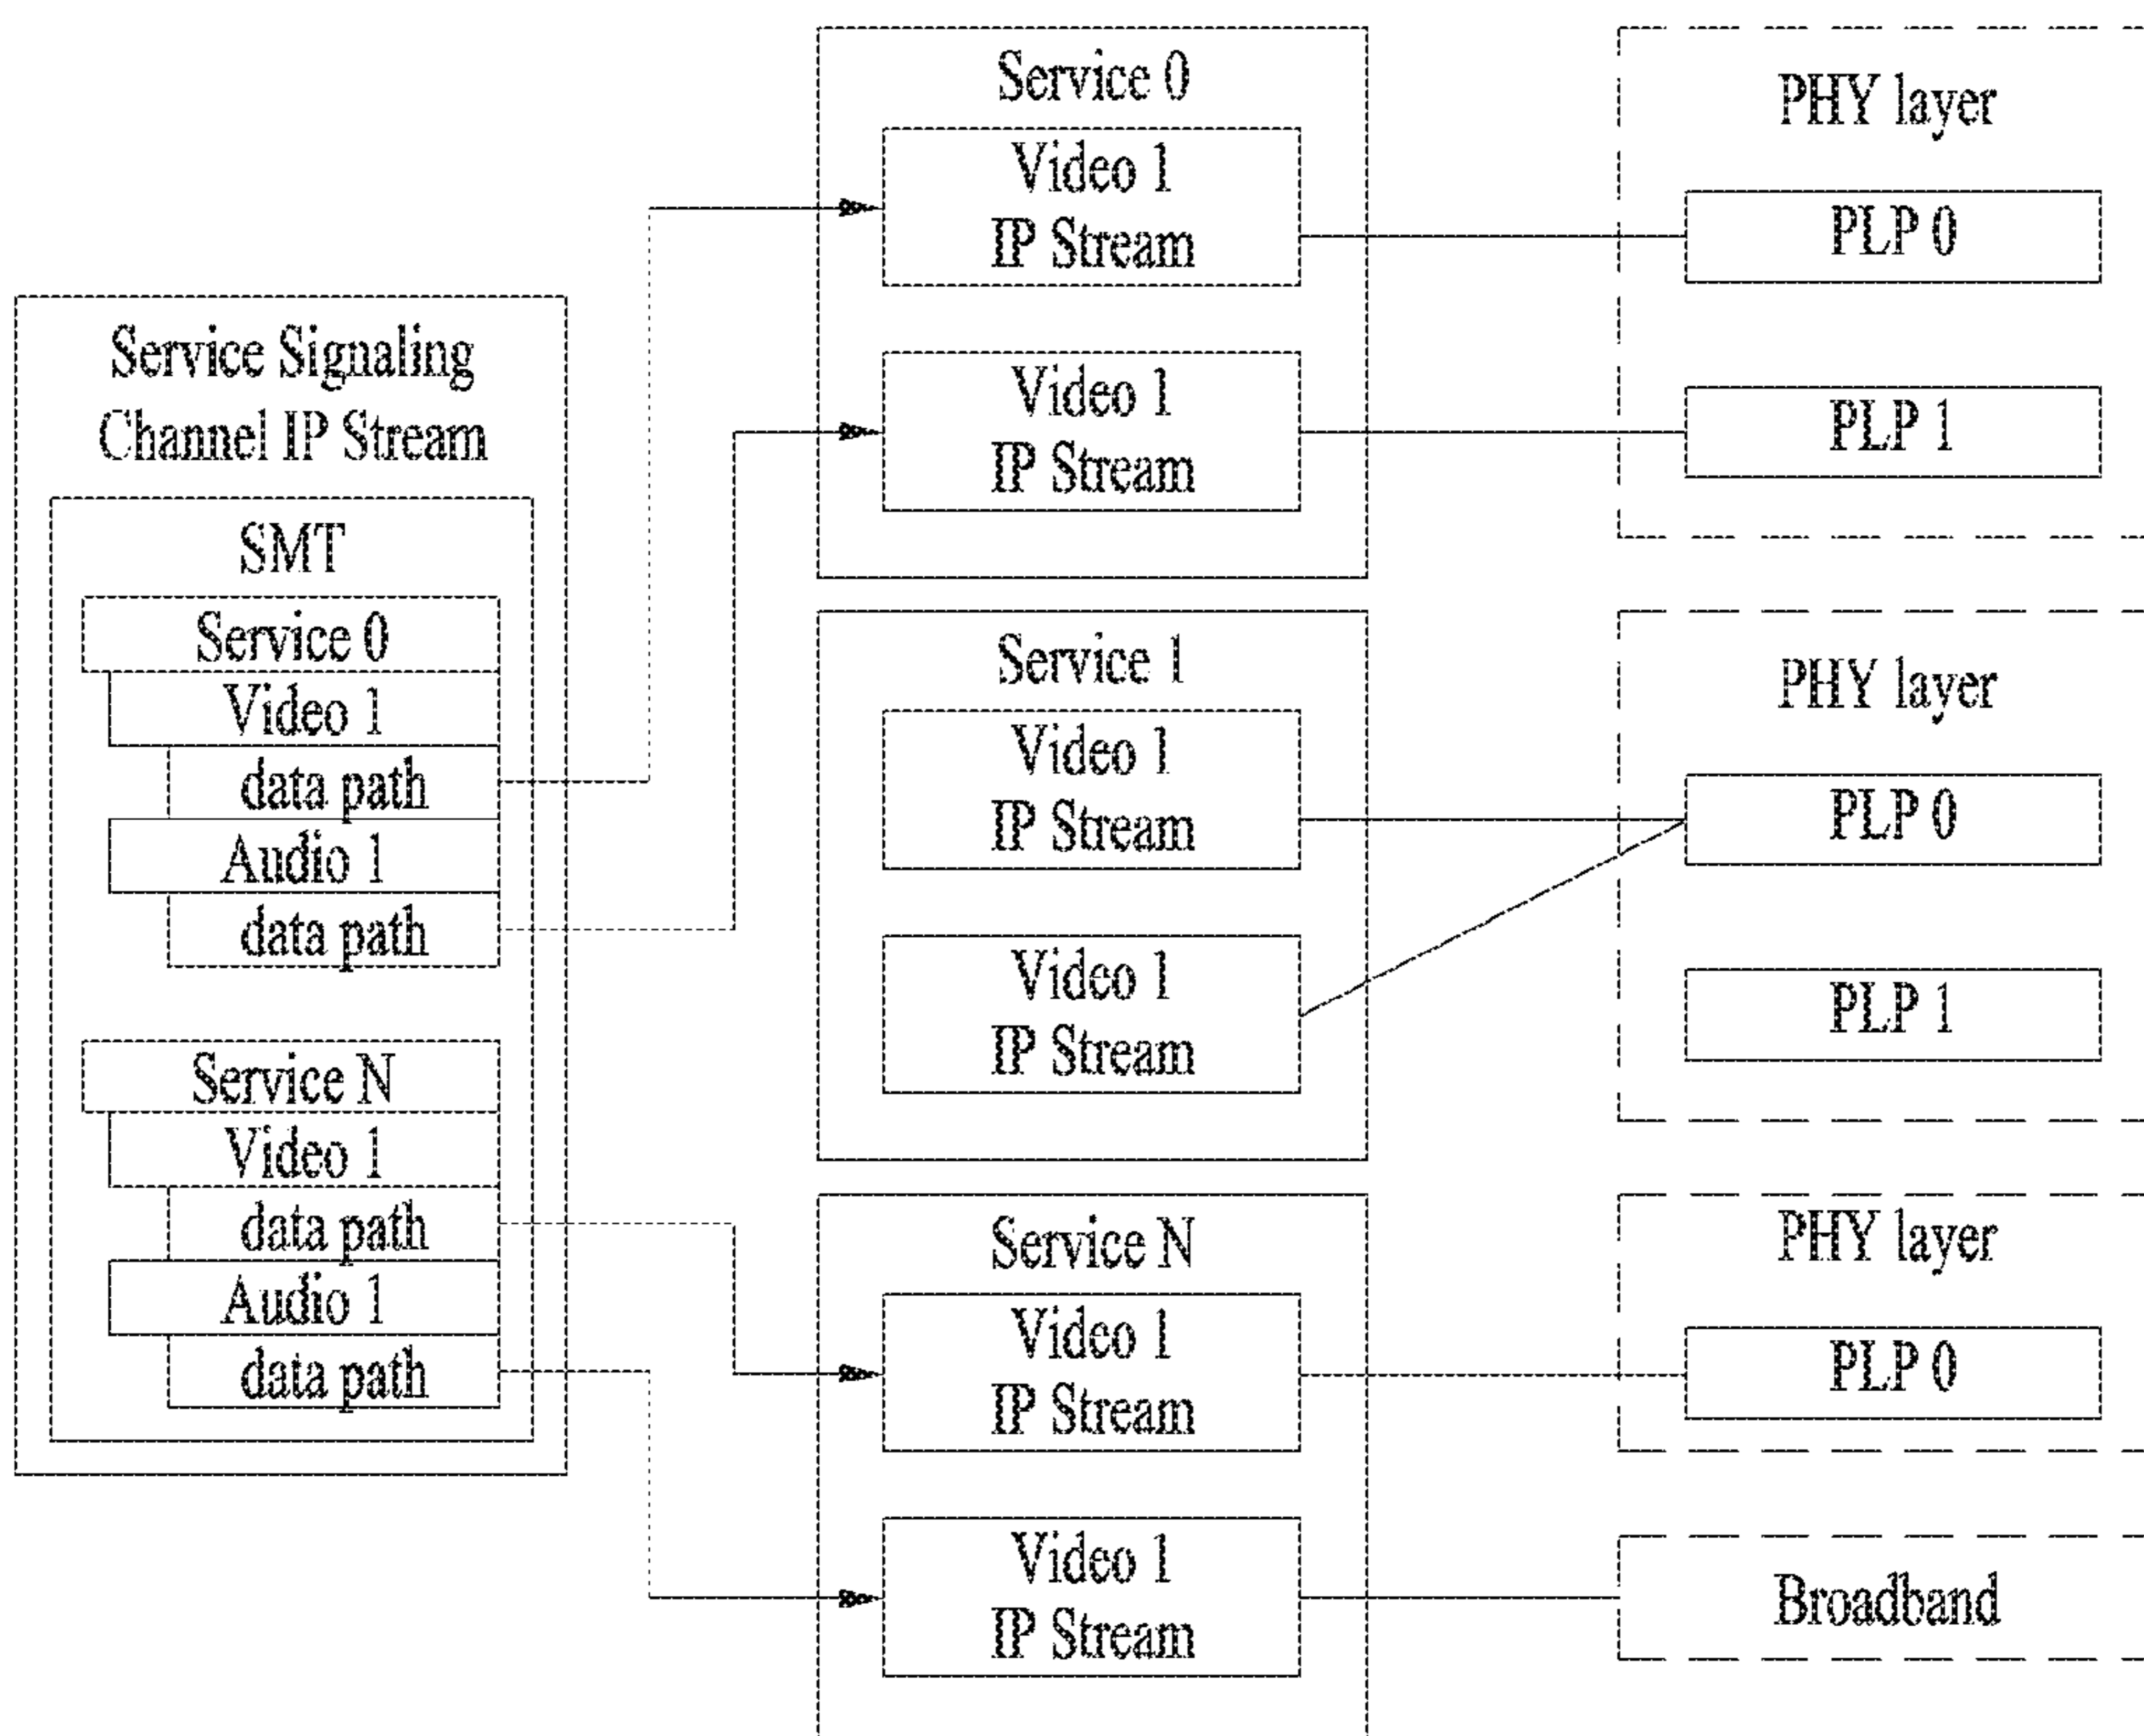 Service Signaling
Channel IP Stream
SMT
Service 0
Video 1
data path
Audio 1
data path
Service N
Video 1
data path
Audio 1
data path
Service 0
Video 1
IP Stream
Video 1
IP Stream
Service 1
Video 1
IP Stream
Video 1
IP Stream
Service N
Video 1
IP Stream
Video 1
IP Stream
PHY layer
PLP 0
PLP 1
PHY layer
PLP 0
PLP 1
PHY layer
PLP 0
Broadband